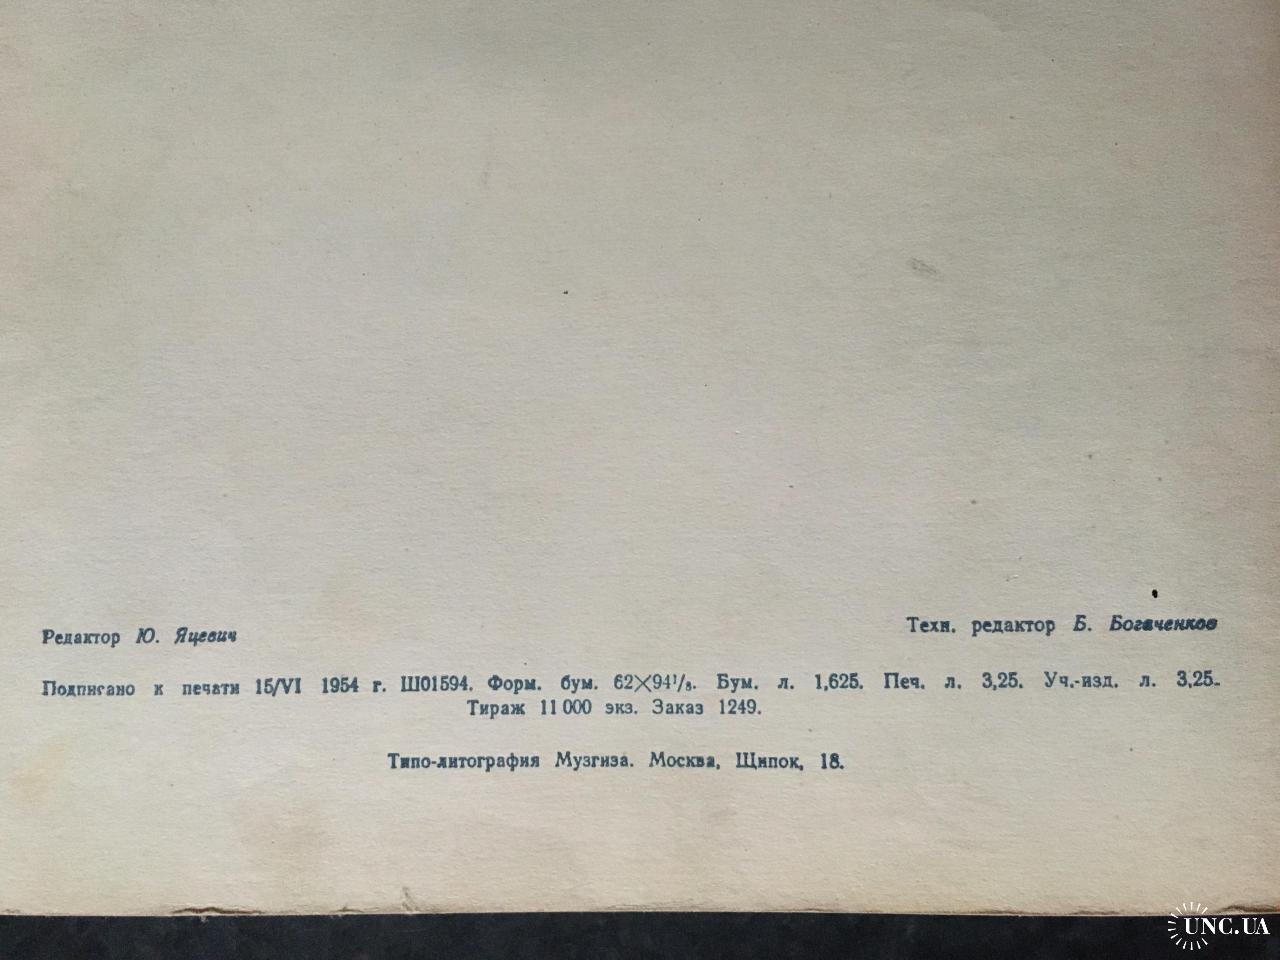 Редактор Ю. Яцевич
Техн. редактор Б. Богаченков
Подписано к печати 15/VI 1954 г. Ш01594. Форм. бум. 62×94¹/₈. Бум. л. 1,625. Печ. л. 3,25. Уч.-изд. л. 3,25.
Тираж 11 000 экз. Заказ 1249.
Типо-литография Музгиза. Москва, Щипок, 18.
UNC.UA